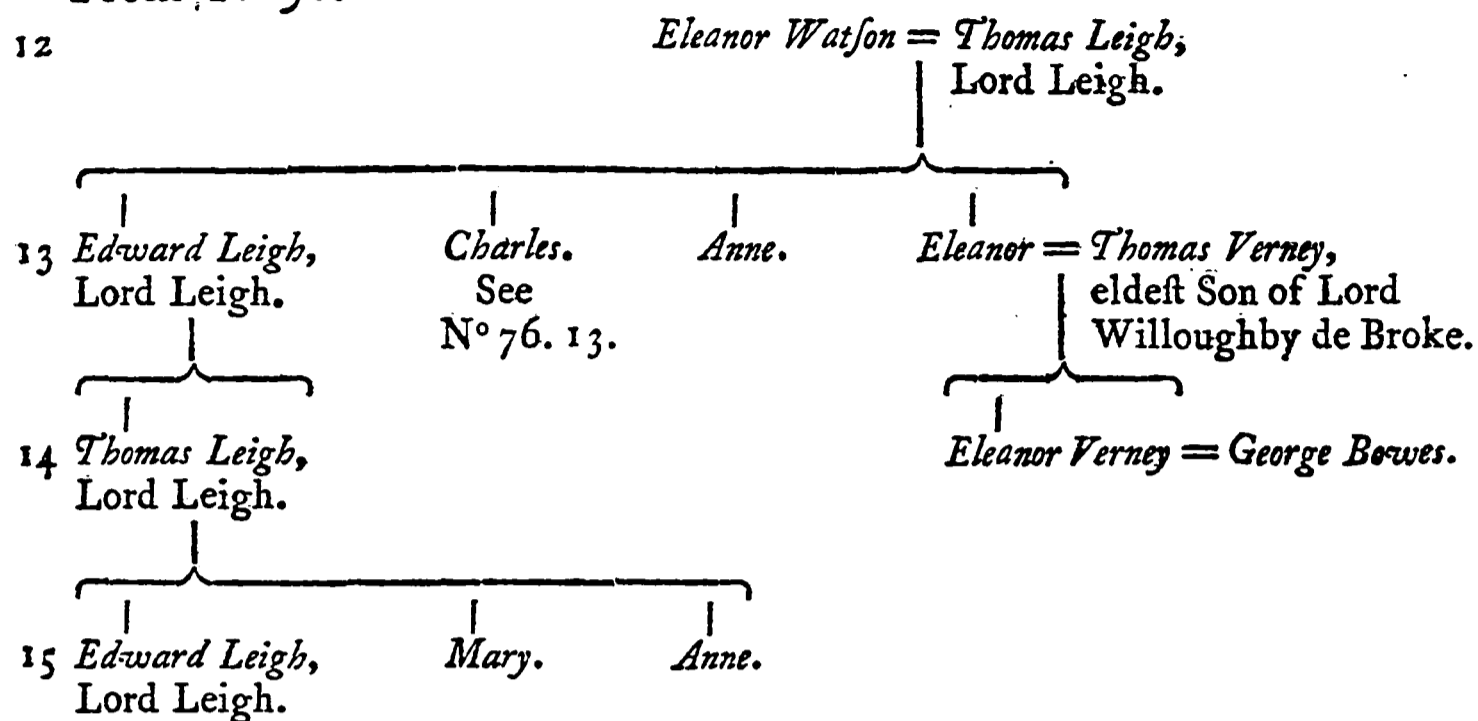 12 Eleanor Watſon = Thomas Leigh,
Lord Leigh.
13 Edward Leigh, Charles. Anne. Eleanor = Thomas Verney,
Lord Leigh. See eldeſt Son of Lord
Nº 76. 13. Willoughby de Broke.
14 Thomas Leigh, Eleanor Verney = George Bowes.
Lord Leigh.
15 Edward Leigh, Mary. Anne.
Lord Leigh.